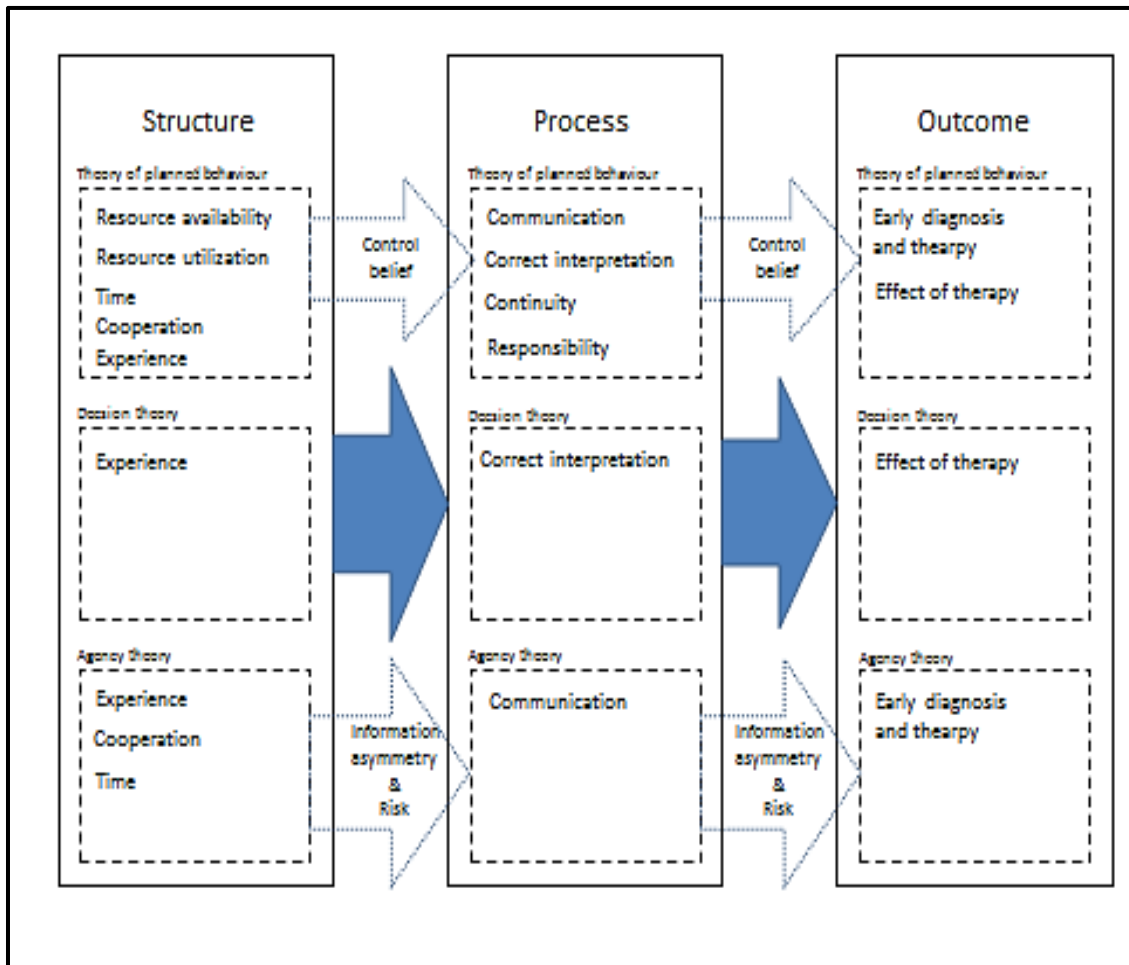 Structure
Theory of planned behaviour
Resource availability
Resource utilization
Time
Cooperation
Experience
Decision theory
Experience
Agency theory
Experience
Cooperation
Time
Control
belief
Information
asymmetry
&
Risk
Process
Theory of planned behaviour
Communication
Correct interpretation
Continuity
Responsibility
Decision theory
Correct interpretation
Agency theory
Communication
Control
belief
Information
asymmetry
&
Risk
Outcome
Theory of planned behaviour
Early diagnosis
and thearpy
Effect of therapy
Decision theory
Effect of therapy
Agency theory
Early diagnosis
and thearpy